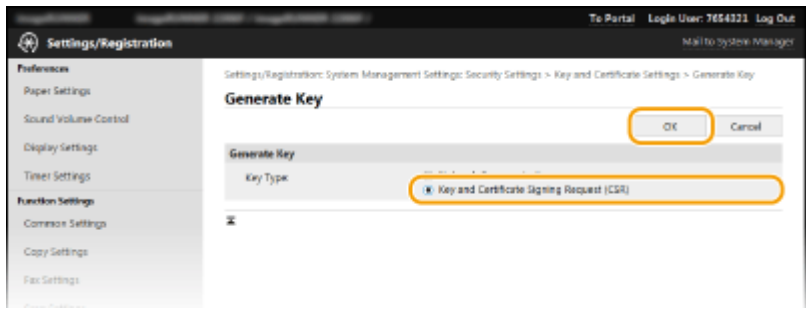 To Portal Login User: 7654321 Log Out
Settings/Registration
Mail to System Manager
Preferences
Paper Settings
Sound Volume Control
Display Settings
Timer Settings
Function Settings
Common Settings
Copy Settings
Fax Settings
Settings/Registration: System Management Settings: Security Settings > Key and Certificate Settings > Generate Key
Generate Key
OK Cancel
Generate Key
Key Type:
Key and Certificate Signing Request (CSR)